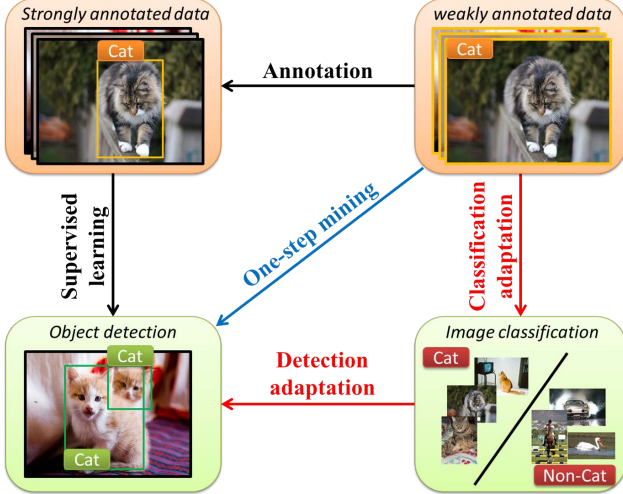 Strongly annotated data
weakly annotated data
Cat
Cat
Annotation
Supervised
learning
One-step mining
Classification
adaptation
Object detection
Image classification
Cat
Cat
Detection
adaptation
Cat
Non-Cat